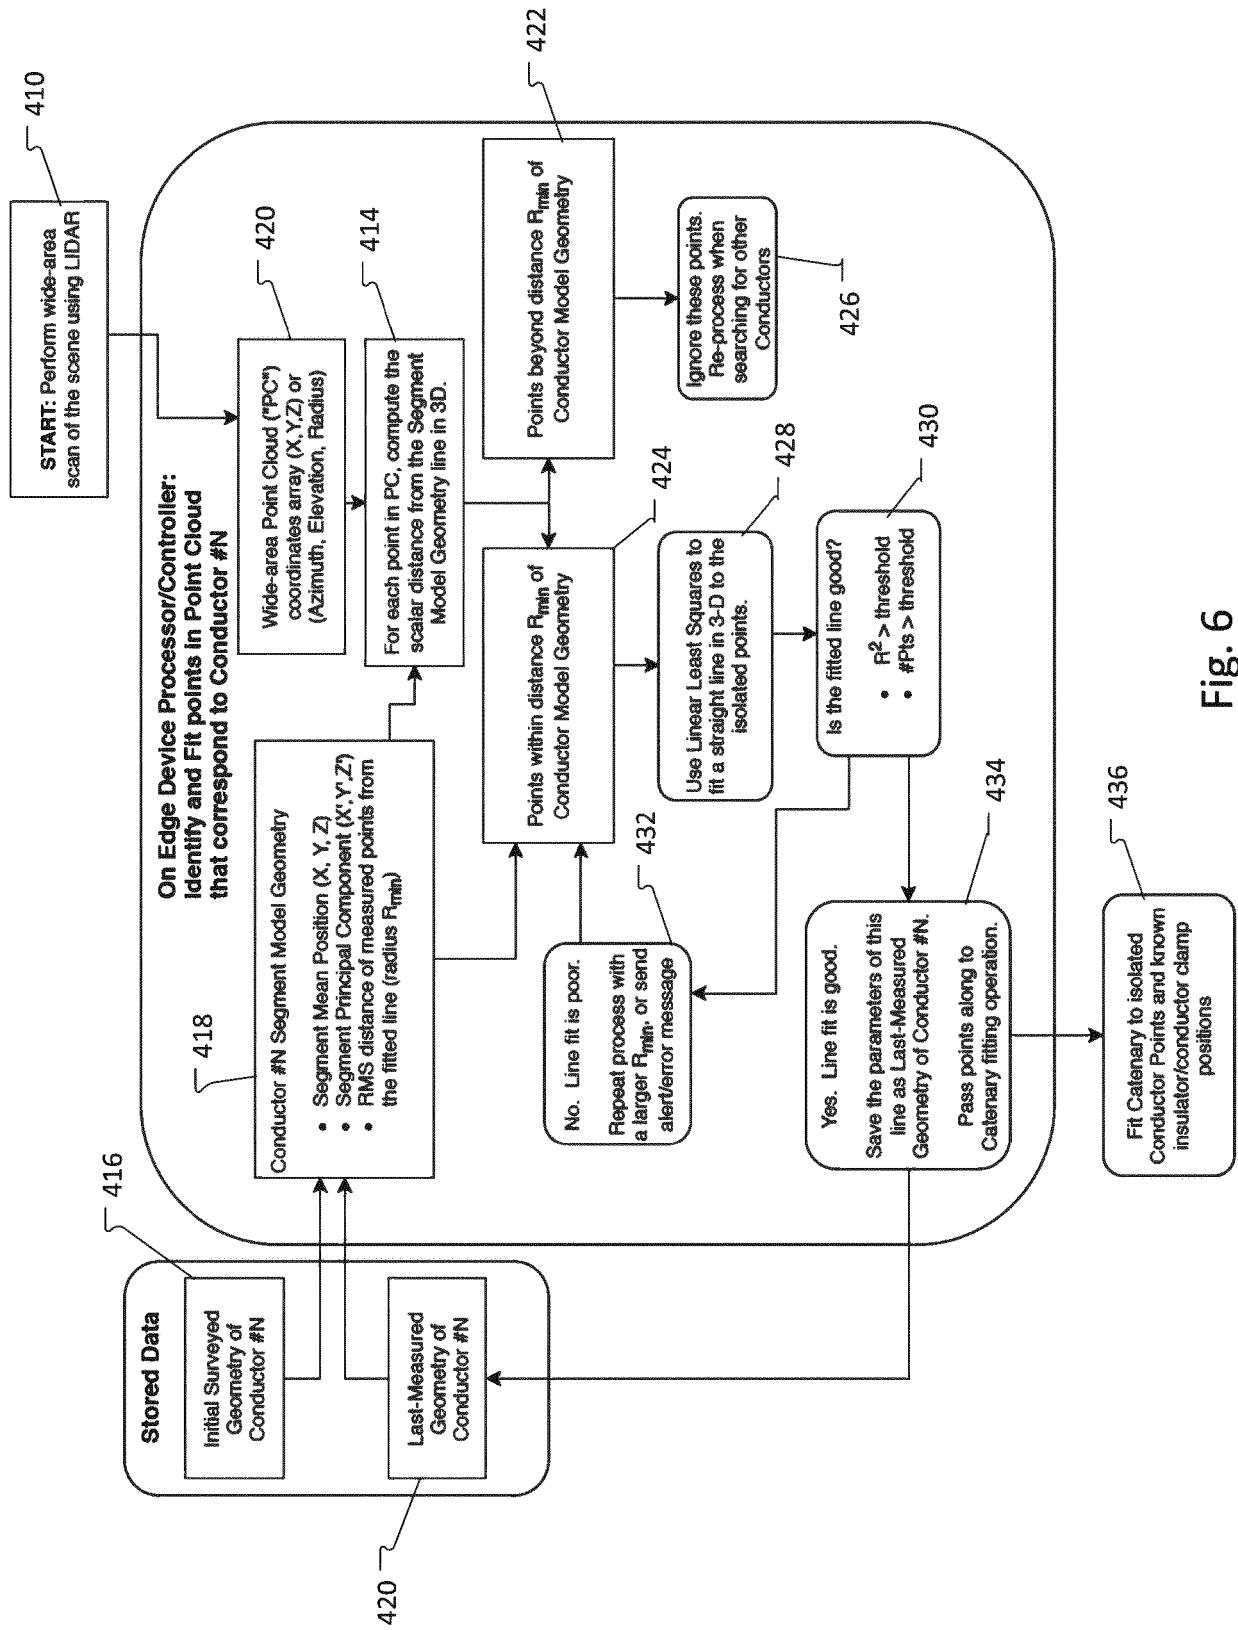 410
START: Perform wide-area
scan of the scene using LIDAR
On Edge Device Processor/Controller:
Identify and Fit points in Point Cloud
that correspond to Conductor #N
Stored Data
416
Initial Surveyed
Geometry of
Conductor #N
420
Last-Measured
Geometry of
Conductor #N
418
Conductor #N Segment Model Geometry
• Segment Mean Position (X, Y, Z)
• Segment Principal Component (X',Y',Z')
• RMS distance of measured points from
the fitted line (radius Rmin)
420
Wide-area Point Cloud ("PC")
coordinates array (X,Y,Z) or
(Azimuth, Elevation, Radius)
414
For each point in PC, compute the
scalar distance from the Segment
Model Geometry line in 3D.
424
Points within distance Rmin of
Conductor Model Geometry
422
Points beyond distance Rmin of
Conductor Model Geometry
426
Ignore these points.
Re-process when
searching for other
Conductors
428
Use Linear Least Squares to
fit a straight line in 3-D to the
isolated points.
430
Is the fitted line good?
• R2 > threshold
• #Pts > threshold
432
No. Line fit is poor.
Repeat process with
a larger Rmin, or send
alert/error message
434
Yes. Line fit is good.
Save the parameters of this
line as Last-Measured
Geometry of Conductor #N.
Pass points along to
Catenary fitting operation.
436
Fit Catenary to isolated
Conductor Points and known
insulator/conductor clamp
positions
Fig. 6